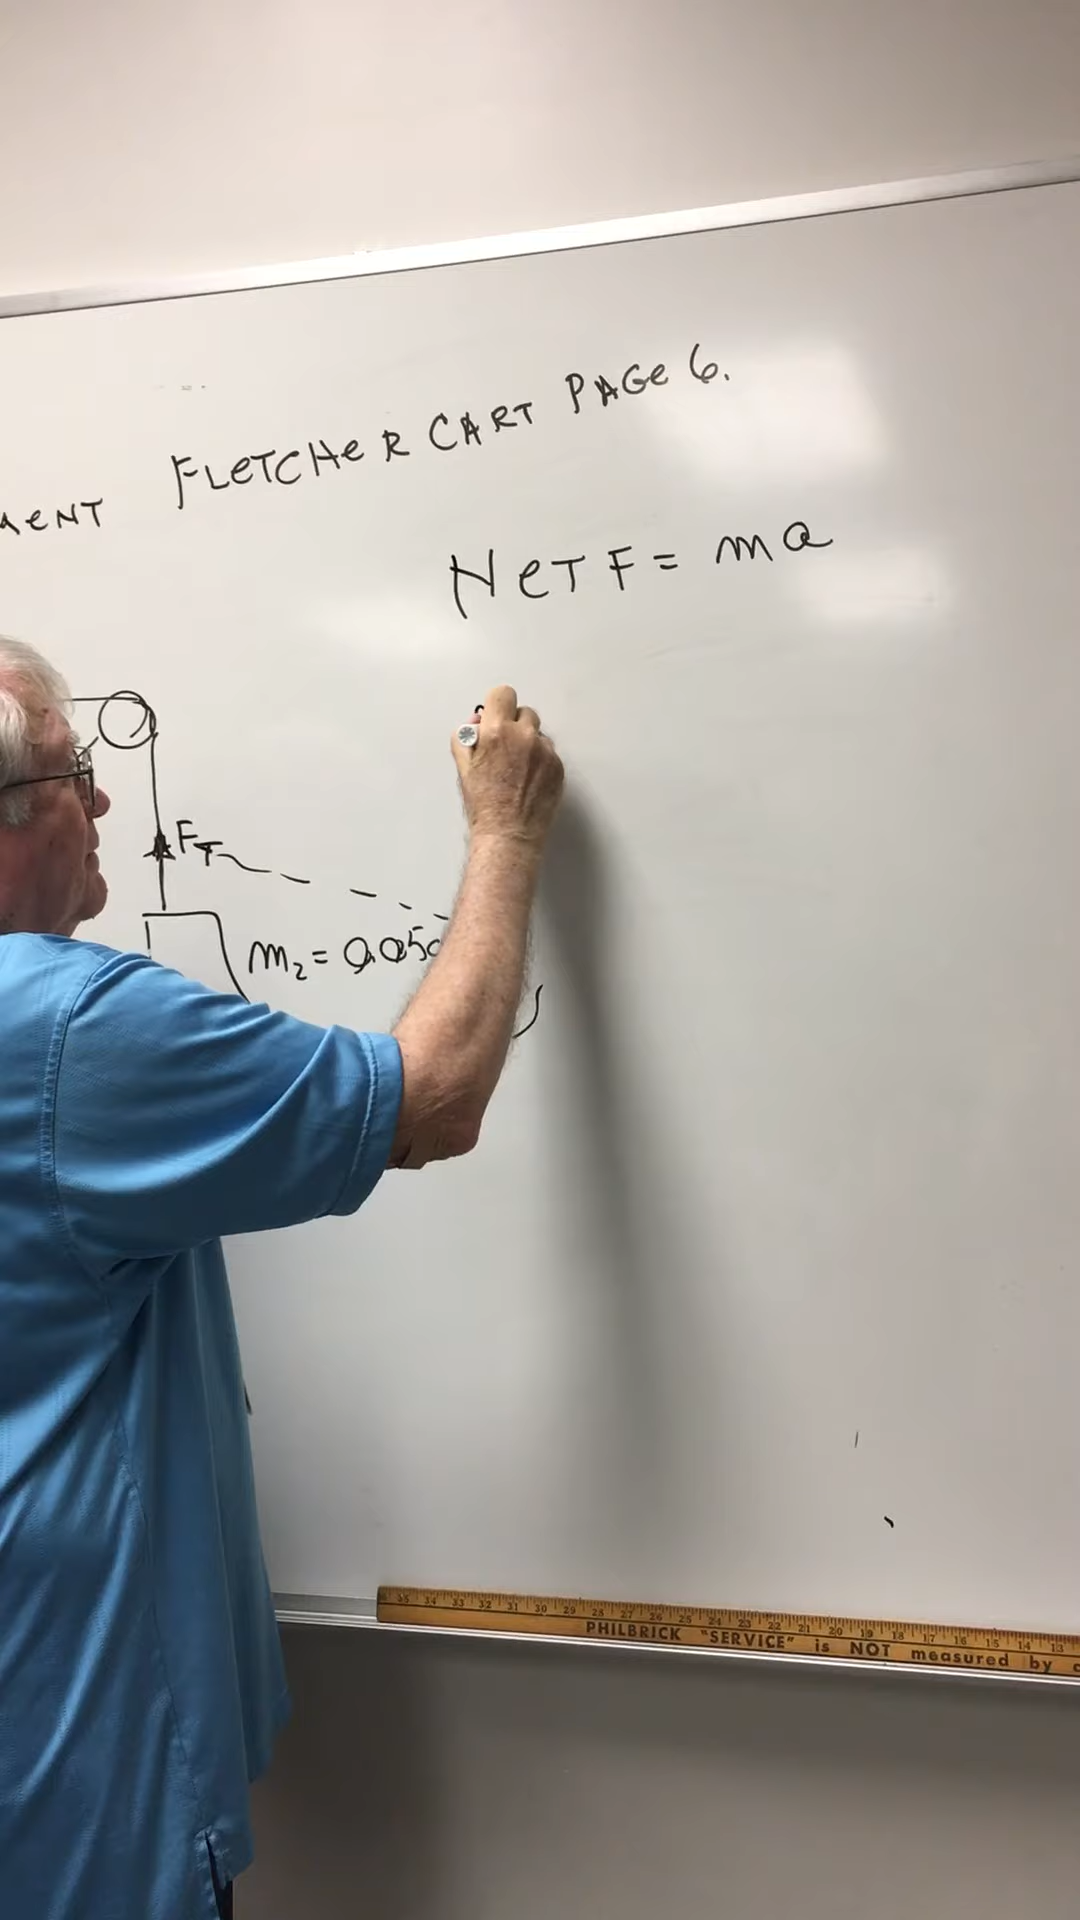 FLETCHER CART PAGE 6.
NET F = ma
FT
m2 = 0.050
35 34 33 32 31 30 29 28 27 26 25 24 23 22 21 20 19 18 17 16 15 14 13
PHILBRICK "SERVICE" is NOT measured by